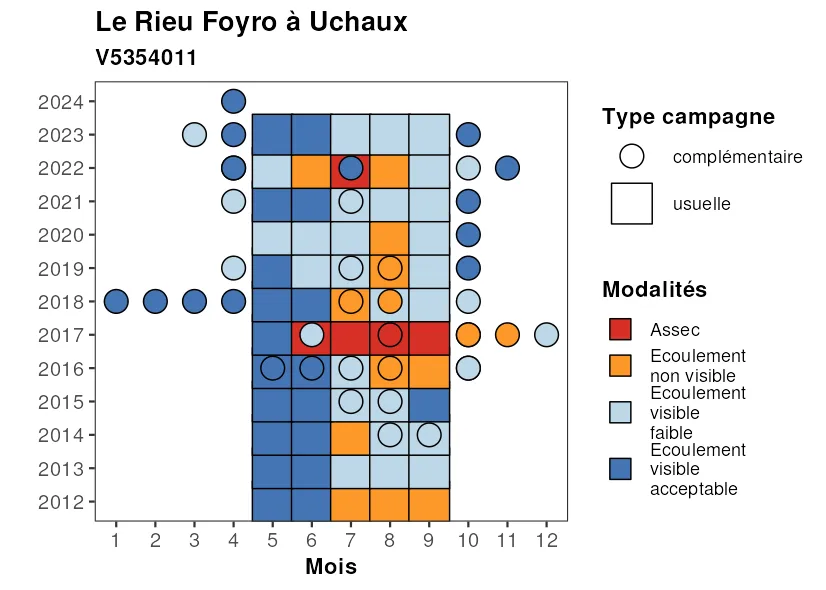 Le Rieu Foyro à Uchaux
V5354011
2024
2023
2022
2021
2020
2019
2018
2017
2016
2015
2014
2013
2012
1 2 3 4 5 6 7 8 9 10 11 12
Mois
Type campagne
complémentaire
usuelle
Modalités
Assec
Ecoulement
non visible
Ecoulement
visible
faible
Ecoulement
visible
acceptable